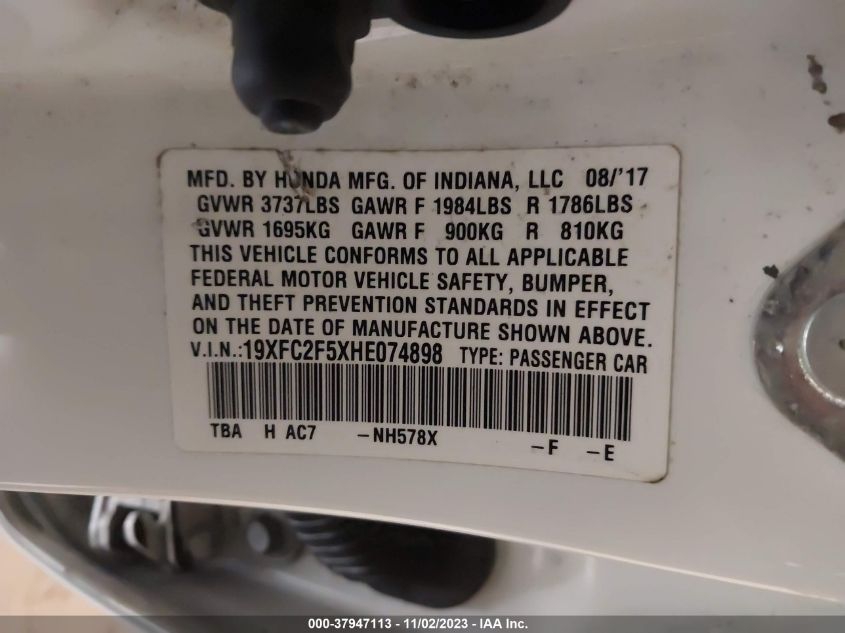 MFD. BY HONDA MFG. OF INDIANA, LLC 08/'17
GVWR 3737LBS GAWR F 1984LBS R 1786LBS
GVWR 1695KG GAWR F 900KG R 810KG
THIS VEHICLE CONFORMS TO ALL APPLICABLE
FEDERAL MOTOR VEHICLE SAFETY, BUMPER,
AND THEFT PREVENTION STANDARDS IN EFFECT
ON THE DATE OF MANUFACTURE SHOWN ABOVE.
V.I.N.:19XFC2F5XHE074898 TYPE: PASSENGER CAR
TBA H AC7 -NH578X -F -E
000-37947113 - 11/02/2023 - IAA Inc.